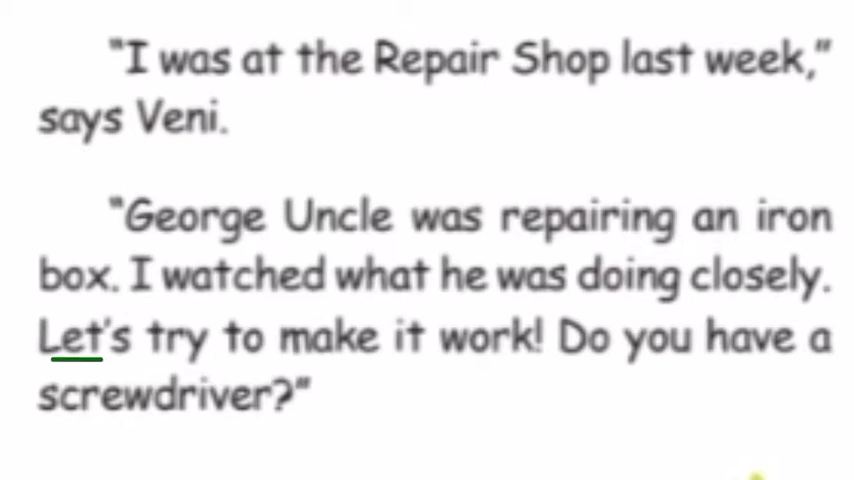 "I was at the Repair Shop last week,"
says Veni.
"George Uncle was repairing an iron
box. I watched what he was doing closely.
Let's try to make it work! Do you have a
screwdriver?"